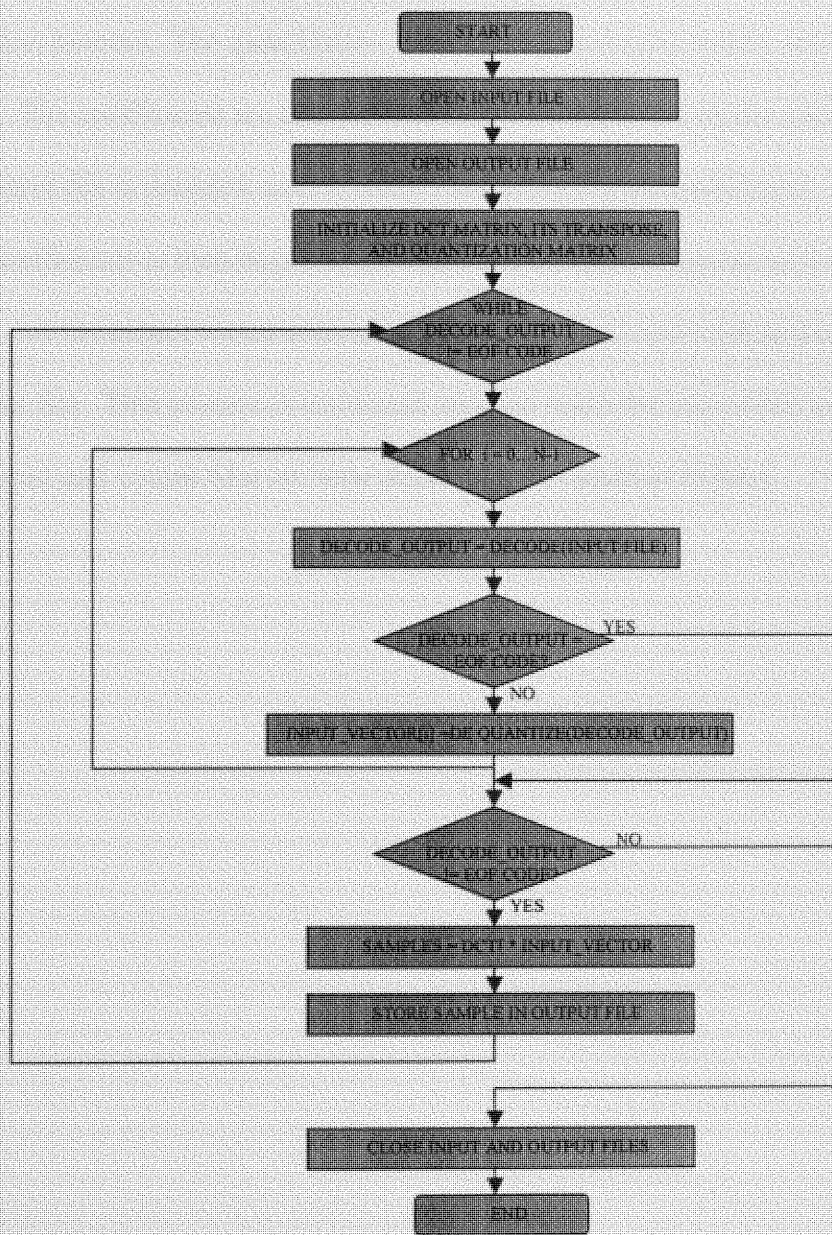 START
OPEN INPUT FILE
OPEN OUTPUT FILE
INITIALIZE DCT MATRIX, ITS TRANSPOSE,
AND QUANTIZATION MATRIX
WHILE
DECODE_OUTPUT
!= EOF CODE
FOR i = 0... N-1
DECODE_OUTPUT = DECODE(INPUT FILE)
DECODE_OUTPUT =
EOF CODE?
YES
NO
INPUT_VECTOR[i] =DE QUANTIZE(DECODE_OUTPUT)
DECODE_OUTPUT
!= EOF CODE?
NO
YES
SAMPLES = DCTt * INPUT_VECTOR
STORE SAMPLE IN OUTPUT FILE
CLOSE INPUT AND OUTPUT FILES
END